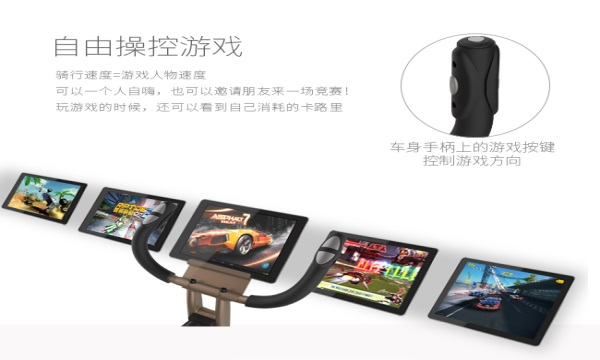 自由操控游戏
骑行速度=游戏人物速度
可以一个人自嗨，也可以邀请朋友来一场竞赛！
玩游戏的时候，还可以看到自己消耗的卡路里
车身手柄上的游戏按键
控制游戏方向
ASPHALT 7